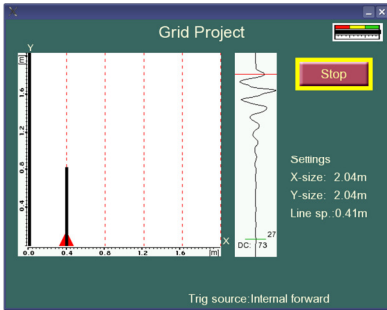 Grid Project
Y
[m]
1.6
1.2
0.8
0.4
0.0 0.4 0.8 1.2 1.6 [m]
X
27
DC: 73
Stop
Settings
X-size: 2.04m
Y-size: 2.04m
Line sp.:0.41m
Trig source:Internal forward